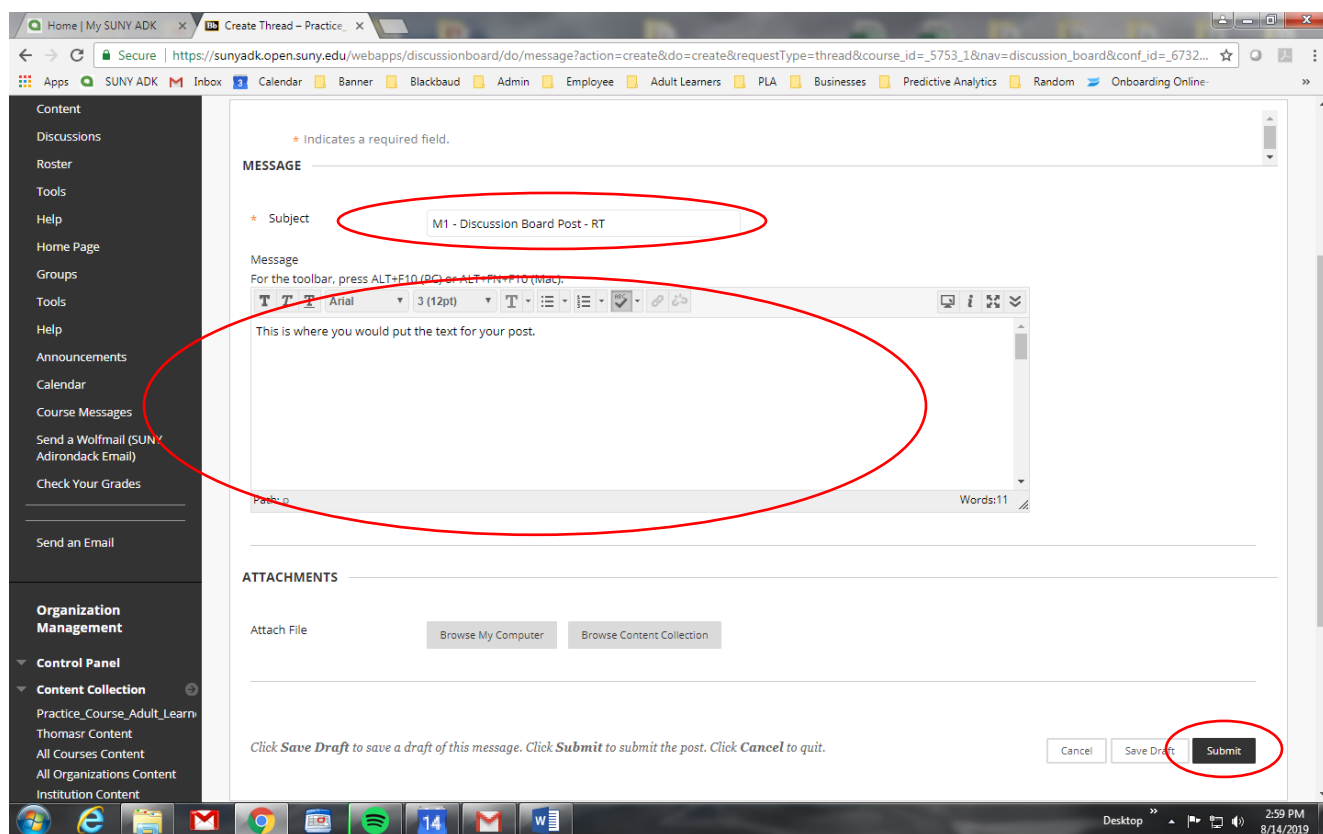 Home | My SUNY ADK
Bb Create Thread – Practice_
Secure | https://sunyadk.open.suny.edu/webapps/discussionboard/do/message?action=create&do=create&requestType=thread&course_id=_5753_1&nav=discussion_board&conf_id=_6732...
Apps SUNY ADK Inbox 3 Calendar Banner Blackbaud Admin Employee Adult Learners PLA Businesses Predictive Analytics Random Onboarding Online- »
Content
Discussions
Roster
Tools
Help
Home Page
Groups
Tools
Help
Announcements
Calendar
Course Messages
Send a Wolfmail (SUNY
Adirondack Email)
Check Your Grades
Send an Email
Organization
Management
Control Panel
Content Collection
Practice_Course_Adult_Learn
Thomasr Content
All Courses Content
All Organizations Content
Institution Content
* Indicates a required field.
MESSAGE
* Subject
M1 - Discussion Board Post - RT
Message
For the toolbar, press ALT+F10 (PC) or ALT+FN+F10 (Mac).
T T T Arial 3 (12pt) T ABC i
This is where you would put the text for your post.
Path: p
Words:11
ATTACHMENTS
Attach File
Browse My Computer
Browse Content Collection
Click Save Draft to save a draft of this message. Click Submit to submit the post. Click Cancel to quit.
Cancel
Save Draft
Submit
14
Desktop »
2:59 PM
8/14/2019